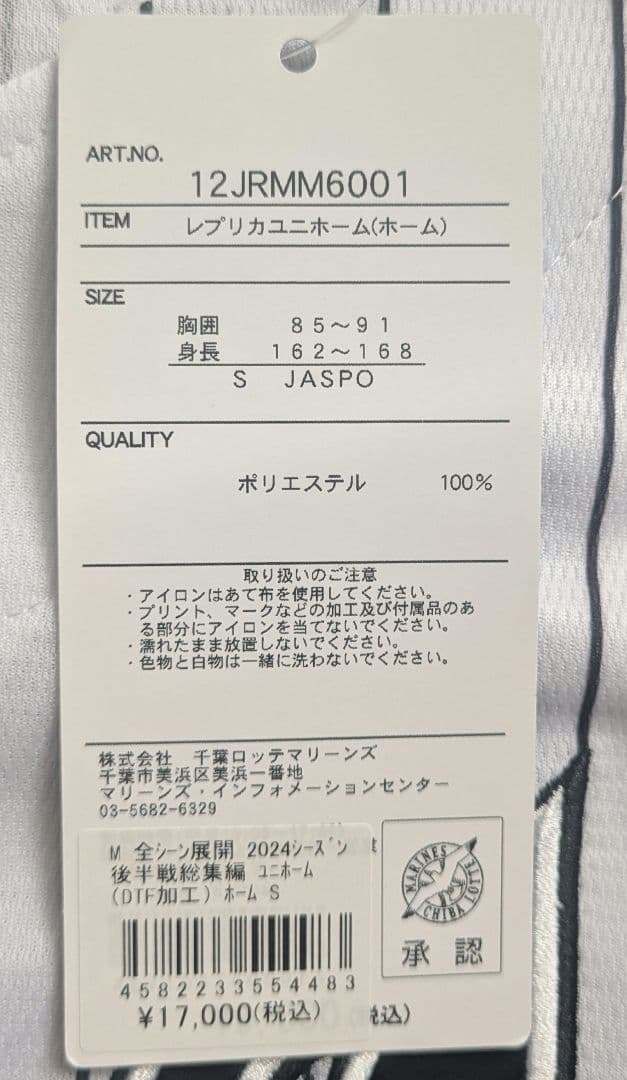 ART.NO.
12JRMM6001
ITEM
レプリカユニホーム(ホーム)
SIZE
胸囲 85～91
身長 162～168
S JASPO
QUALITY
ポリエステル 100%
取り扱いのご注意
・アイロンはあて布を使用してください。
・プリント、マークなどの加工及び付属品のあ
る部分にアイロンを当てないでください。
・濡れたまま放置しないでください。
・色物と白物は一緒に洗わないでください。
株式会社 千葉ロッテマリーンズ
千葉市美浜区美浜一番地
マリーンズ・インフォメーションセンター
03-5682-6329
M 全シーン展開 2024シーズン
後半戦総集編 ユニホーム
(DTF加工) ホーム S
4582233554483
¥17,000(税込)
税込)
MARINES
LOTTE
CHIBA
承認